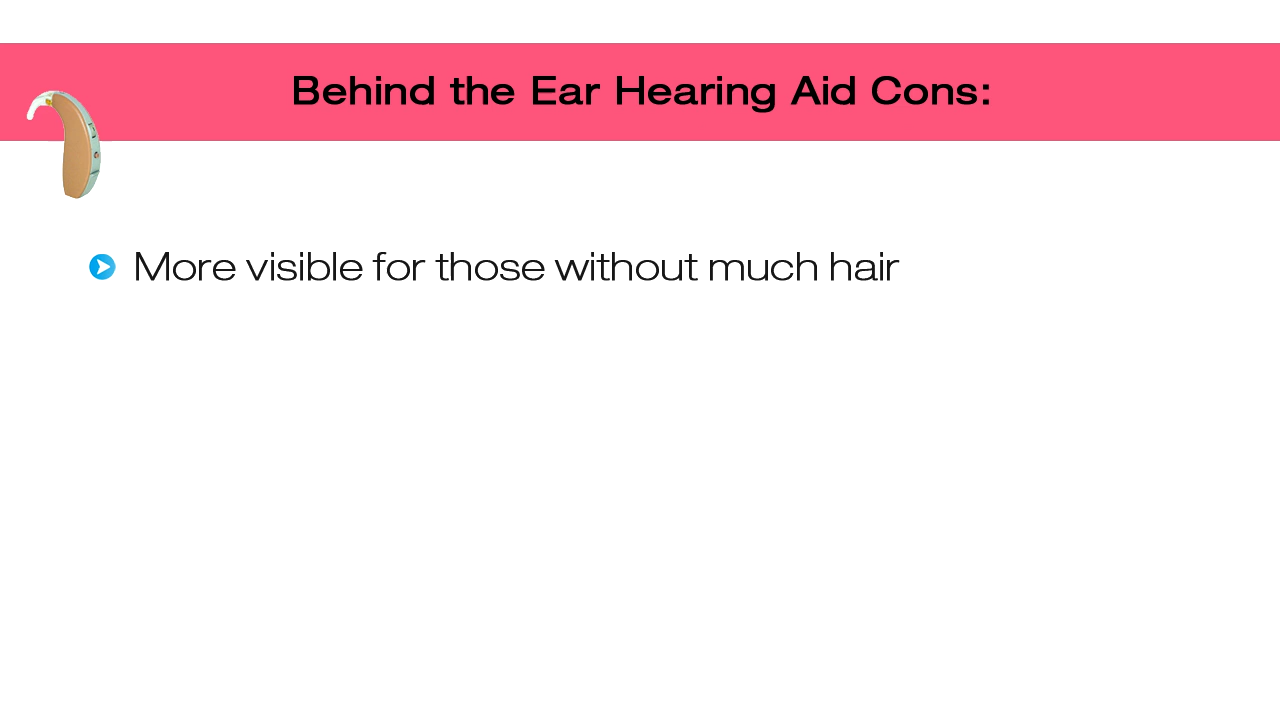 Behind the Ear Hearing Aid Cons:
More visible for those without much hair